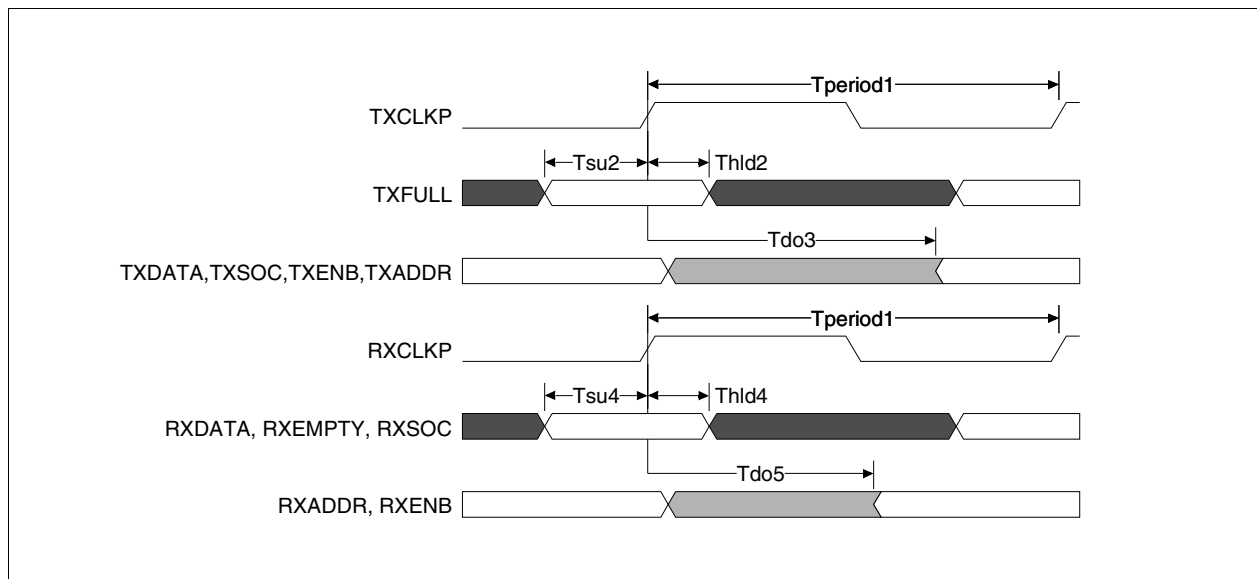 Tperiod1
TXCLKP
Tsu2 Thld2
TXFULL
Tdo3
TXDATA,TXSOC,TXENB,TXADDR
Tperiod1
RXCLKP
Tsu4 Thld4
RXDATA, RXEMPTY, RXSOC
Tdo5
RXADDR, RXENB